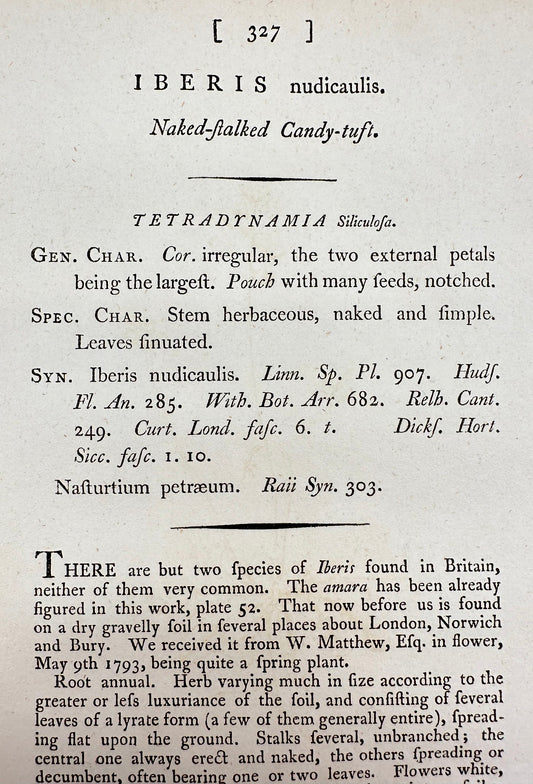 [ 327 ]
IBERIS nudicaulis.
Naked-ſtalked Candy-tuft.
TETRADYNAMIA Siliculoſa.
GEN. CHAR. Cor. irregular, the two external petals
being the largeſt. Pouch with many ſeeds, notched.
SPEC. CHAR. Stem herbaceous, naked and ſimple.
Leaves ſinuated.
SYN. Iberis nudicaulis. Linn. Sp. Pl. 907. Hudſ.
Fl. An. 285. With. Bot. Arr. 682. Relh. Cant.
249. Curt. Lond. faſc. 6. t. Dickſ. Hort.
Sicc. faſc. 1. 10.
Naſturtium petræum. Raii Syn. 303.
THERE are but two ſpecies of Iberis found in Britain,
neither of them very common. The amara has been already
figured in this work, plate 52. That now before us is found
on a dry gravelly ſoil in ſeveral places about London, Norwich
and Bury. We received it from W. Matthew, Eſq. in flower,
May 9th 1793, being quite a ſpring plant.
Root annual. Herb varying much in ſize according to the
greater or leſs luxuriance of the ſoil, and conſiſting of ſeveral
leaves of a lyrate form (a few of them generally entire), ſpread-
ing flat upon the ground. Stalks ſeveral, unbranched; the
central one always erect and naked, the others ſpreading or
decumbent, often bearing one or two leaves. Flowers white,